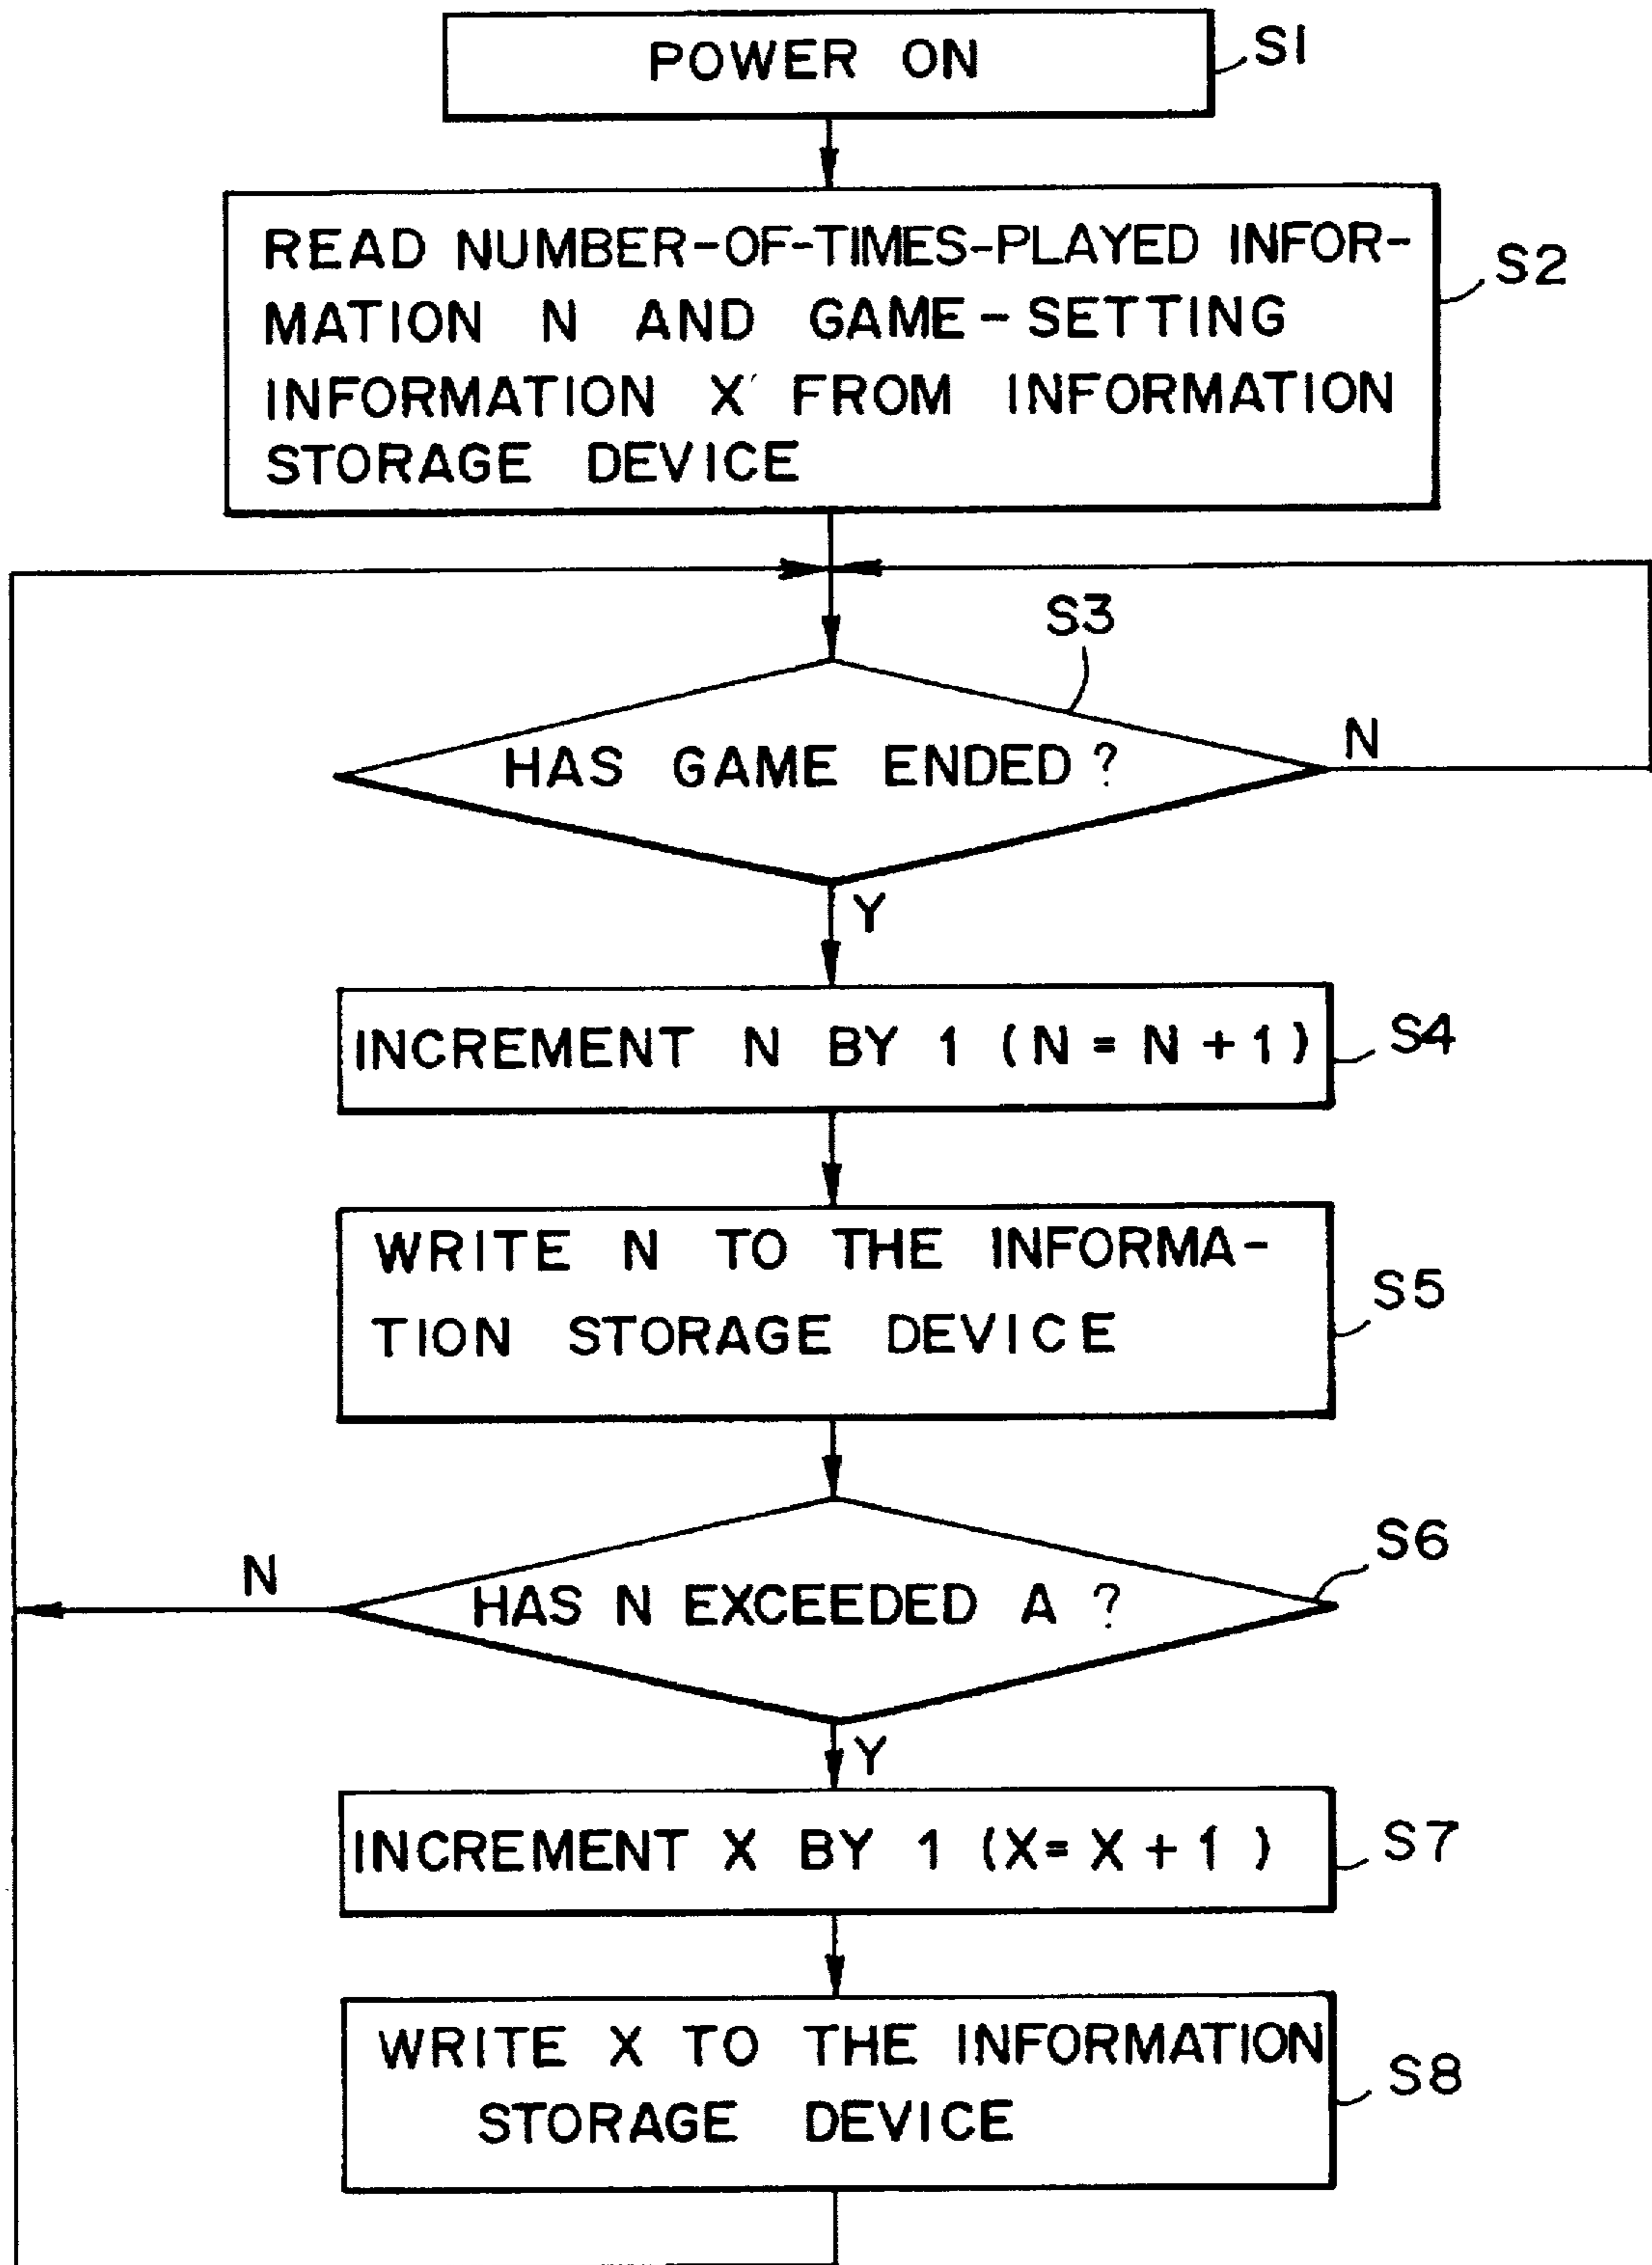 POWER ON
S1
READ NUMBER-OF-TIMES-PLAYED INFOR-
MATION N AND GAME-SETTING
INFORMATION X FROM INFORMATION
STORAGE DEVICE
S2
S3
HAS GAME ENDED ?
N
Y
INCREMENT N BY 1 ( N = N + 1 )
S4
WRITE N TO THE INFORMA-
TION STORAGE DEVICE
S5
HAS N EXCEEDED A ?
S6
N
Y
INCREMENT X BY 1 ( X = X + 1 )
S7
WRITE X TO THE INFORMATION
STORAGE DEVICE
S8